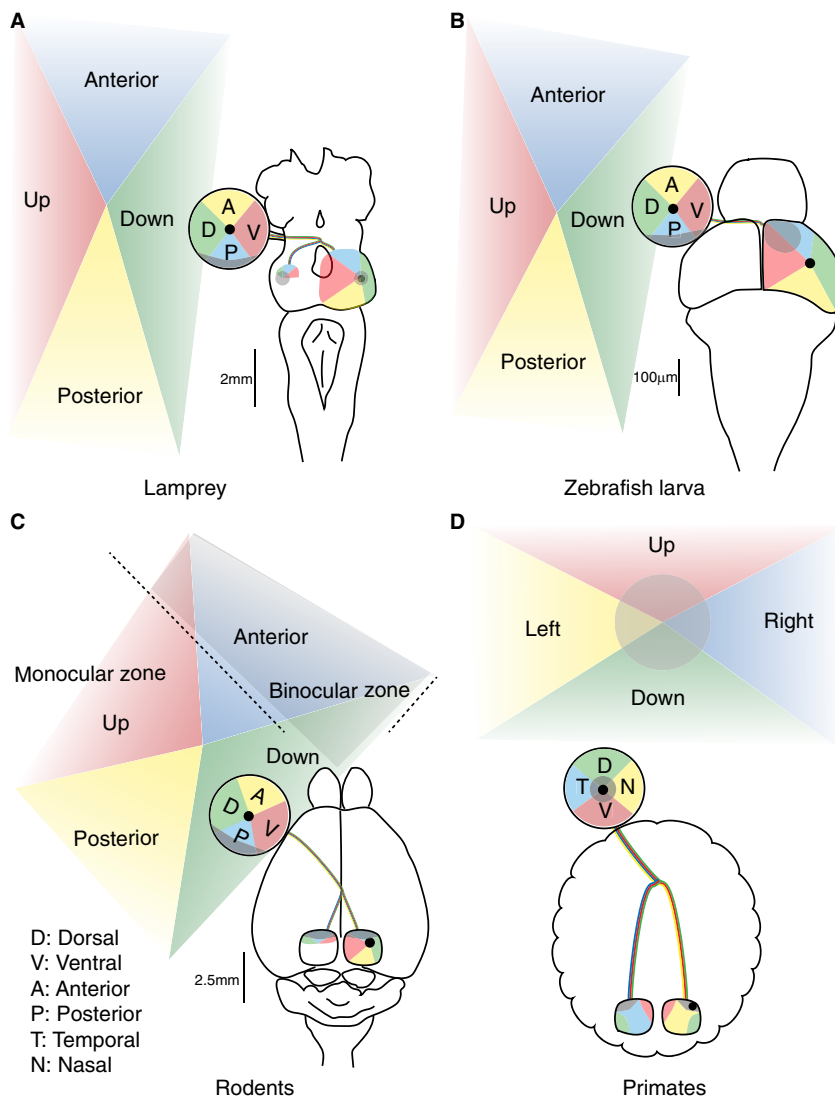 A
Anterior
Up
Down
Posterior
A
D
V
P
2mm
Lamprey
B
Anterior
Up
Down
Posterior
A
D
V
P
100μm
Zebrafish larva
C
Anterior
Monocular zone
Binocular zone
Up
Down
Posterior
A
D
V
P
2.5mm
D: Dorsal
V: Ventral
A: Anterior
P: Posterior
T: Temporal
N: Nasal
Rodents
D
Up
Left
Right
Down
D
T
N
V
Primates